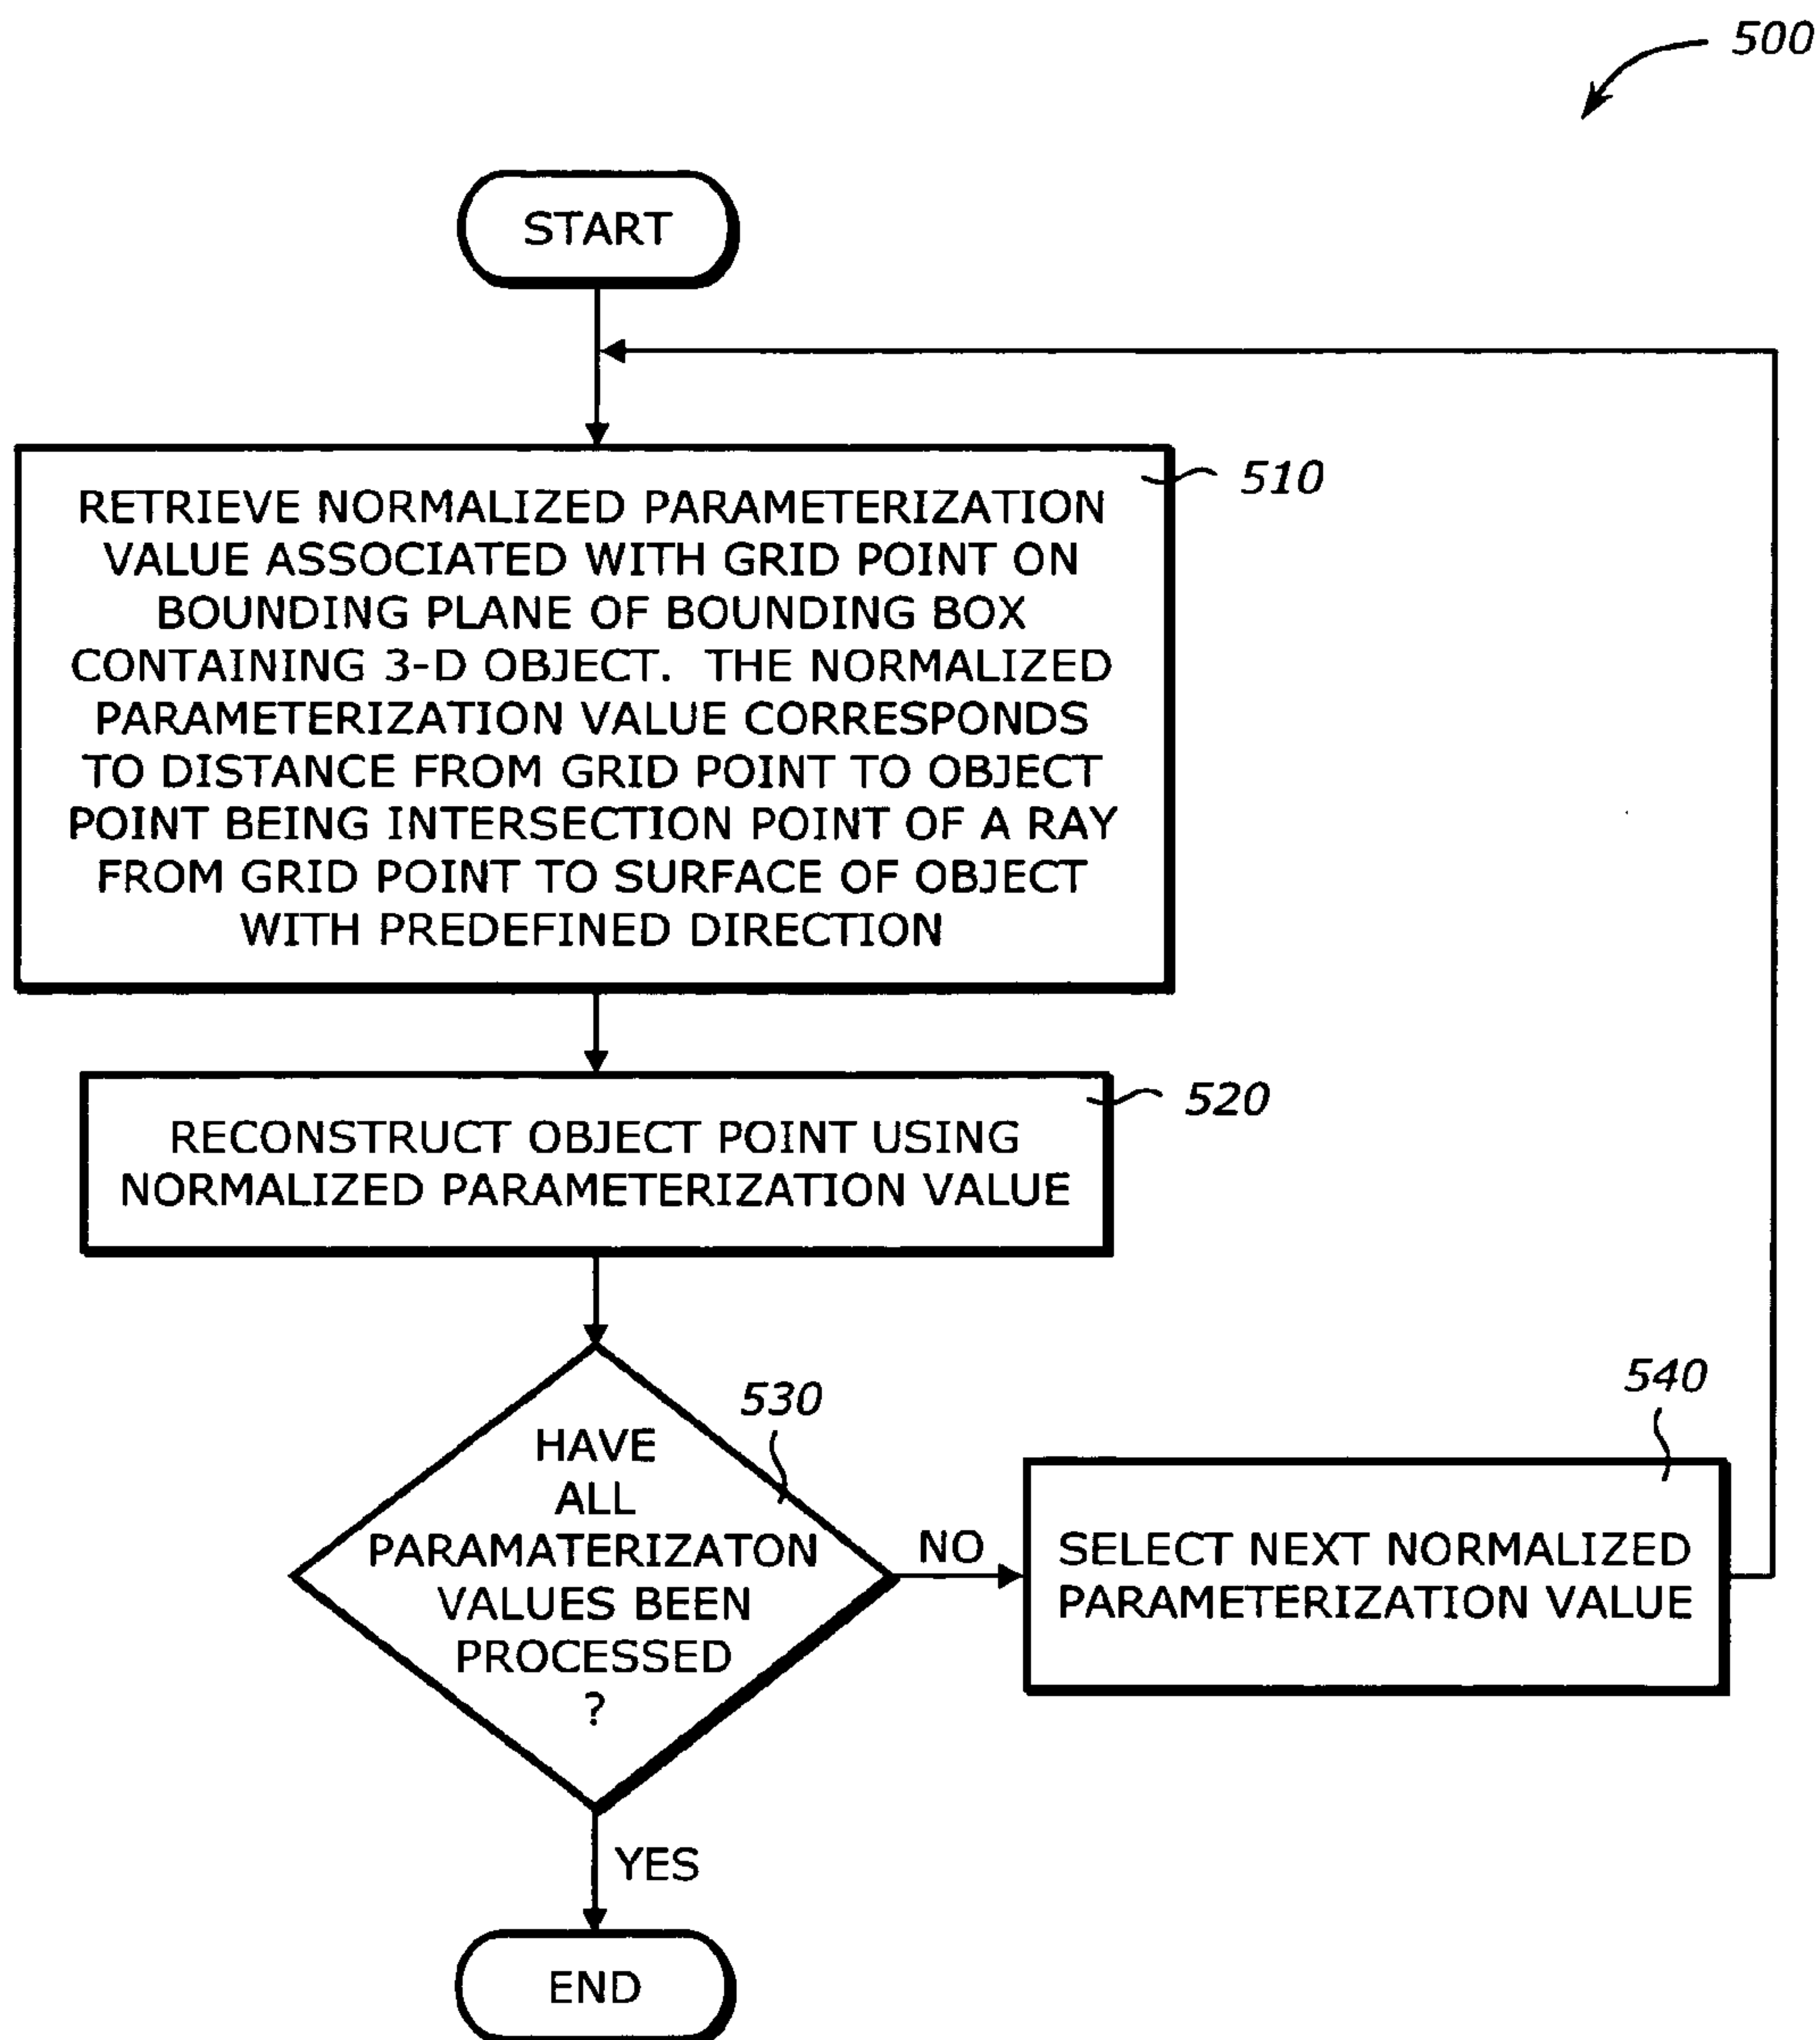 500
START
RETRIEVE NORMALIZED PARAMETERIZATION
VALUE ASSOCIATED WITH GRID POINT ON
BOUNDING PLANE OF BOUNDING BOX
CONTAINING 3-D OBJECT. THE NORMALIZED
PARAMETERIZATION VALUE CORRESPONDS
TO DISTANCE FROM GRID POINT TO OBJECT
POINT BEING INTERSECTION POINT OF A RAY
FROM GRID POINT TO SURFACE OF OBJECT
WITH PREDEFINED DIRECTION
510
RECONSTRUCT OBJECT POINT USING
NORMALIZED PARAMETERIZATION VALUE
520
HAVE
ALL
PARAMATERIZATON
VALUES BEEN
PROCESSED
?
530
NO
SELECT NEXT NORMALIZED
PARAMETERIZATION VALUE
540
YES
END